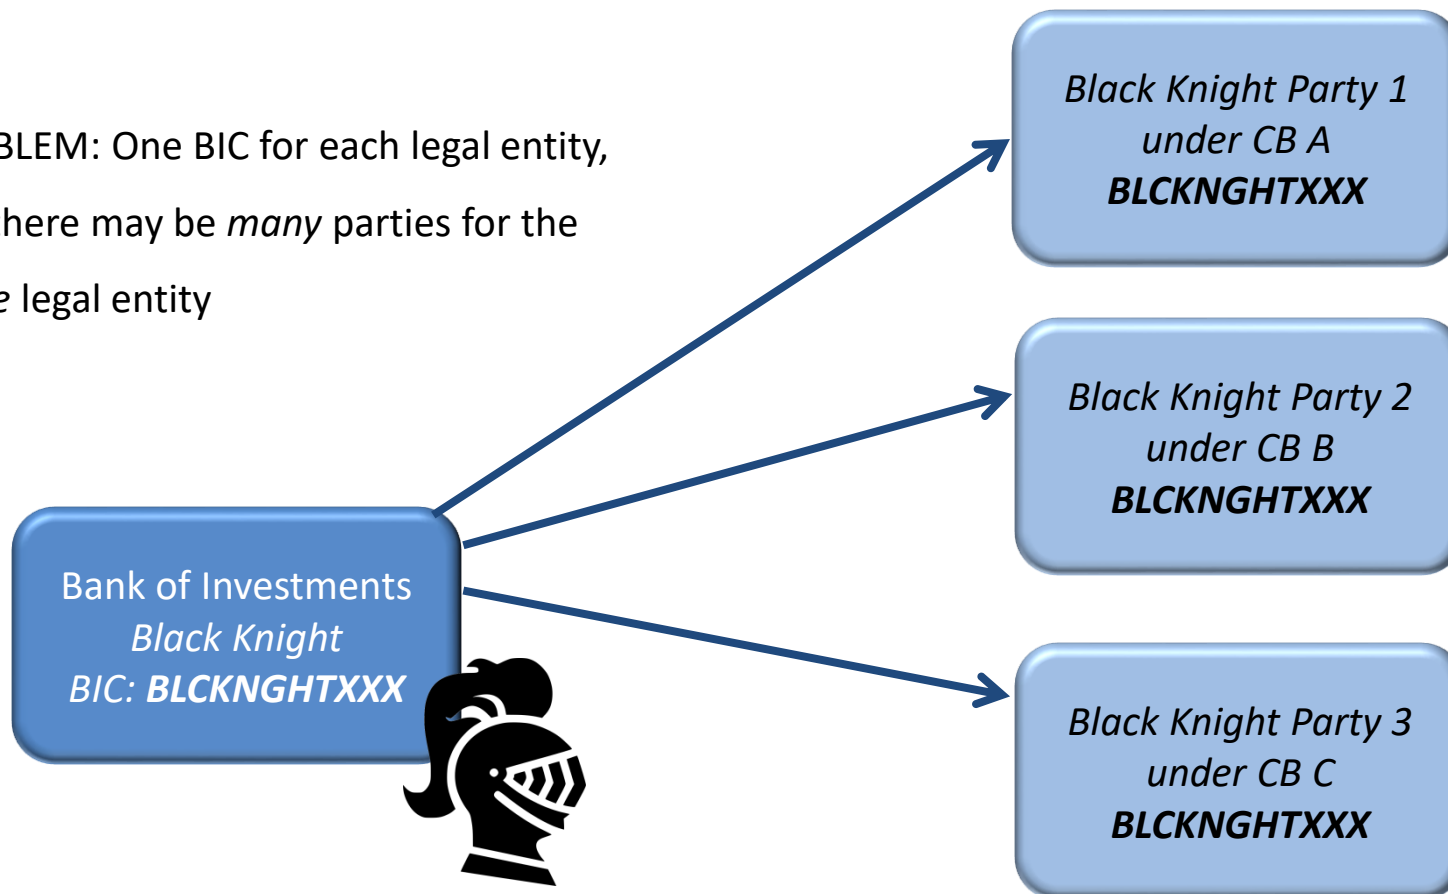 BLEM: One BIC for each legal entity,
there may be many parties for the
e legal entity
Black Knight Party 1
under CB A
BLCKNGHTXXX
Black Knight Party 2
under CB B
BLCKNGHTXXX
Bank of Investments
Black Knight
BIC: BLCKNGHTXXX
Black Knight Party 3
under CB C
BLCKNGHTXXX